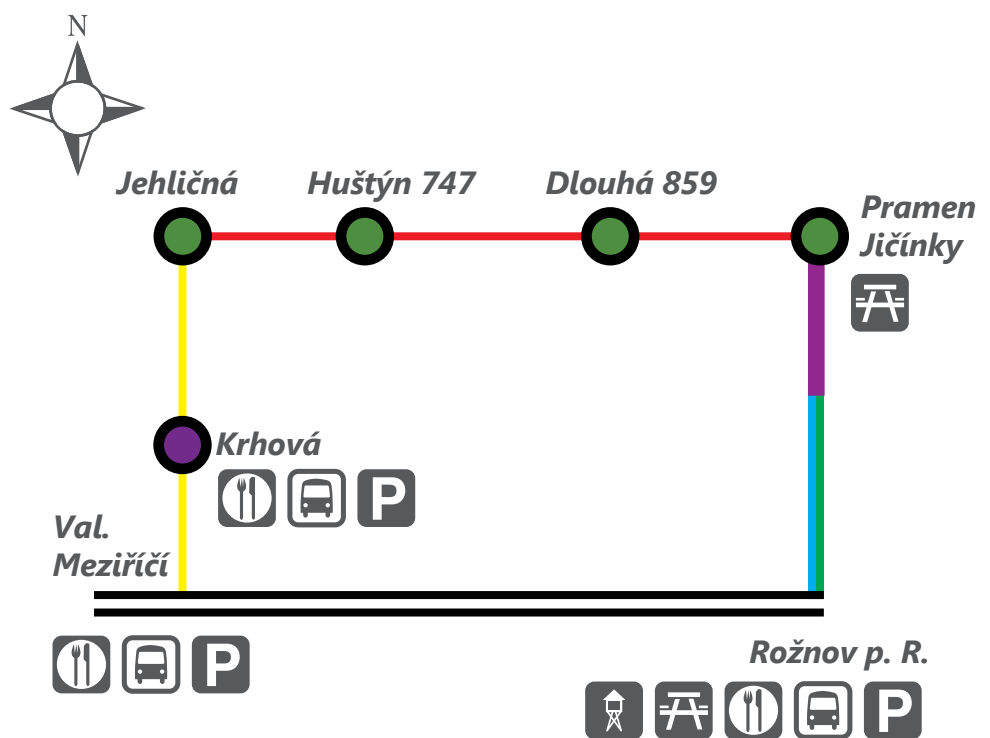 N
Jehličná
Huštýn 747
Dlouhá 859
Pramen
Jičínky
Krhová
P
Val.
Meziříčí
P
Rožnov p. R.
P